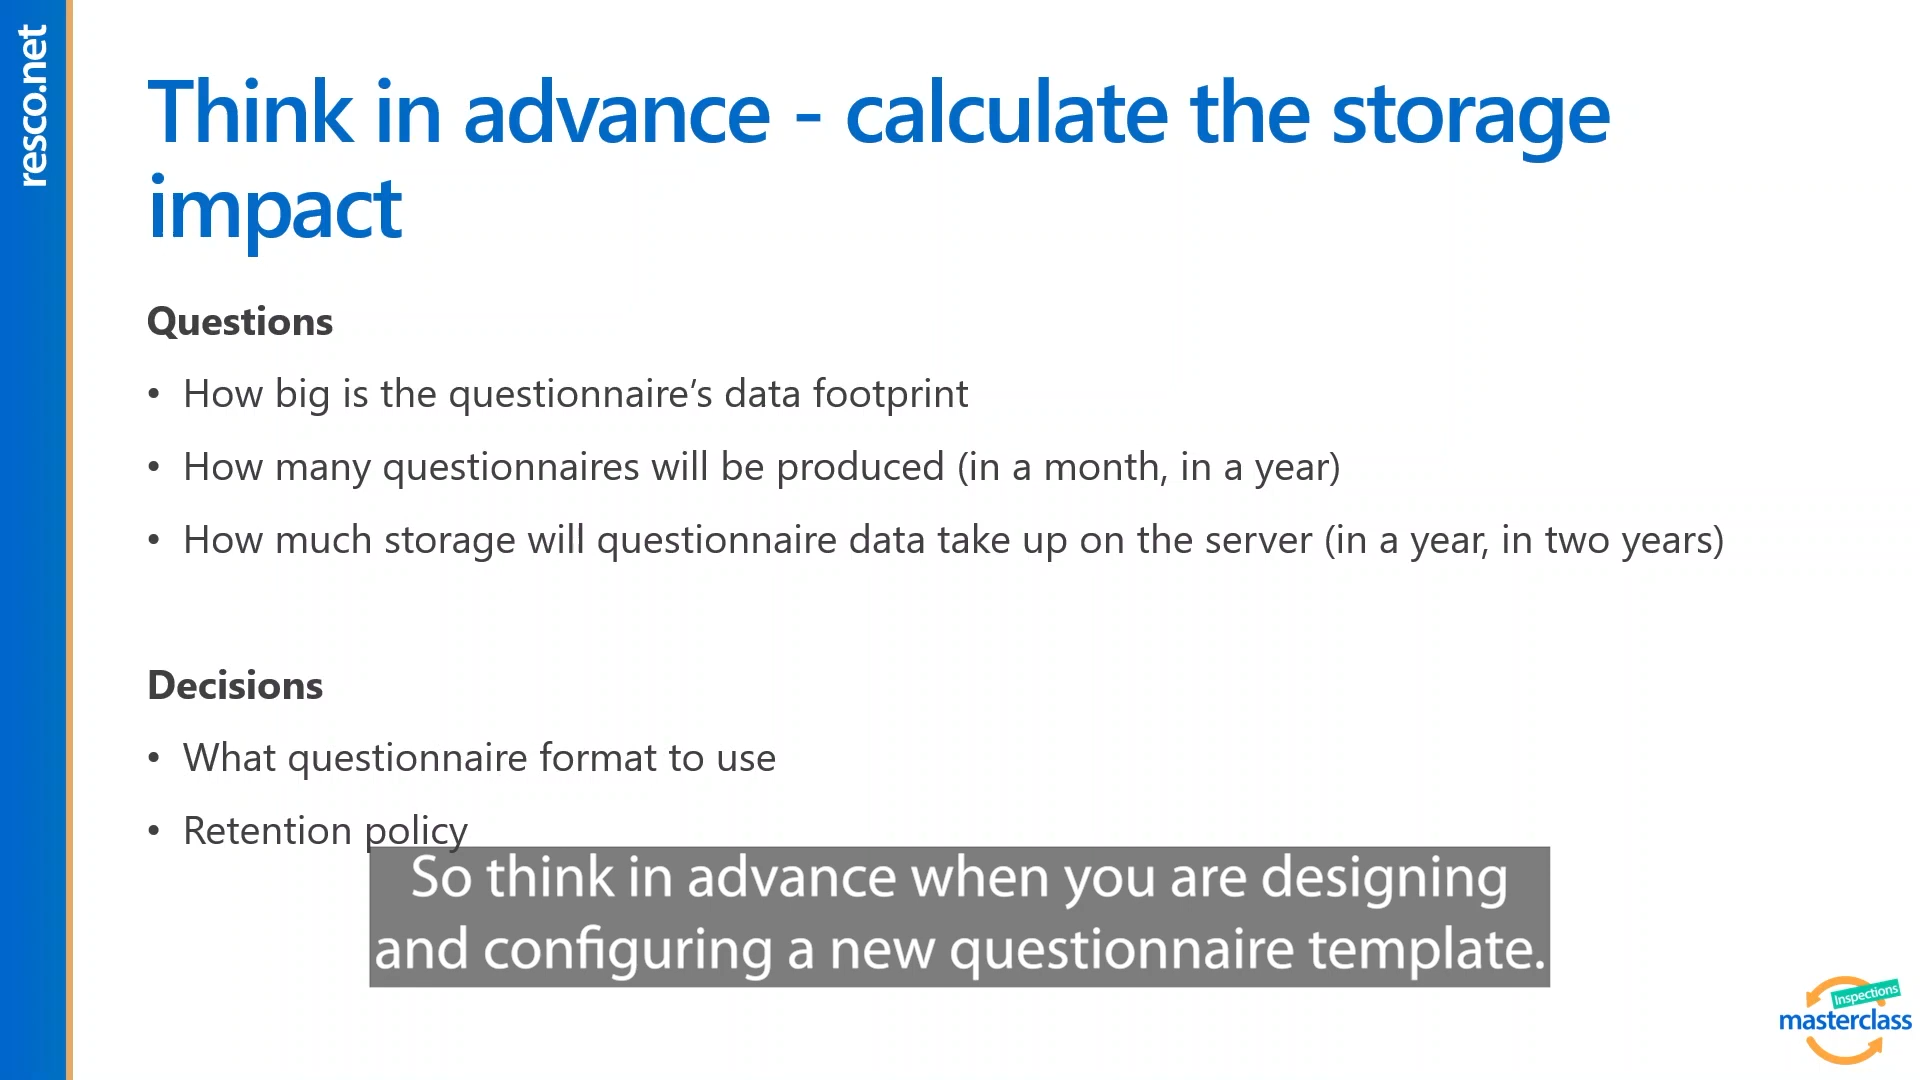 resco.net
Think in advance - calculate the storage
impact
Questions
• How big is the questionnaire’s data footprint
• How many questionnaires will be produced (in a month, in a year)
• How much storage will questionnaire data take up on the server (in a year, in two years)
Decisions
• What questionnaire format to use
• Retention policy
So think in advance when you are designing
and configuring a new questionnaire template.
Inspections
masterclass